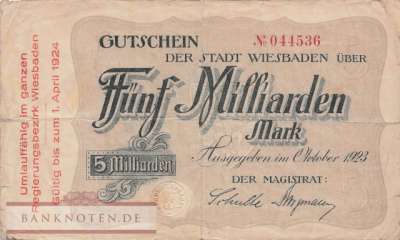 GUTSCHEIN
№ 044536
DER STADT WIESBADEN ÜBER
Fünf Milliarden
Mark
5 Milliarden
Ausgegeben im Oktober 1923
DER MAGISTRAT:
Schulte
Umlauffähig im ganzen
Regierungsbezirk Wiesbaden
Gültig bis zum 1. April 1924
BANKNOTEN.DE